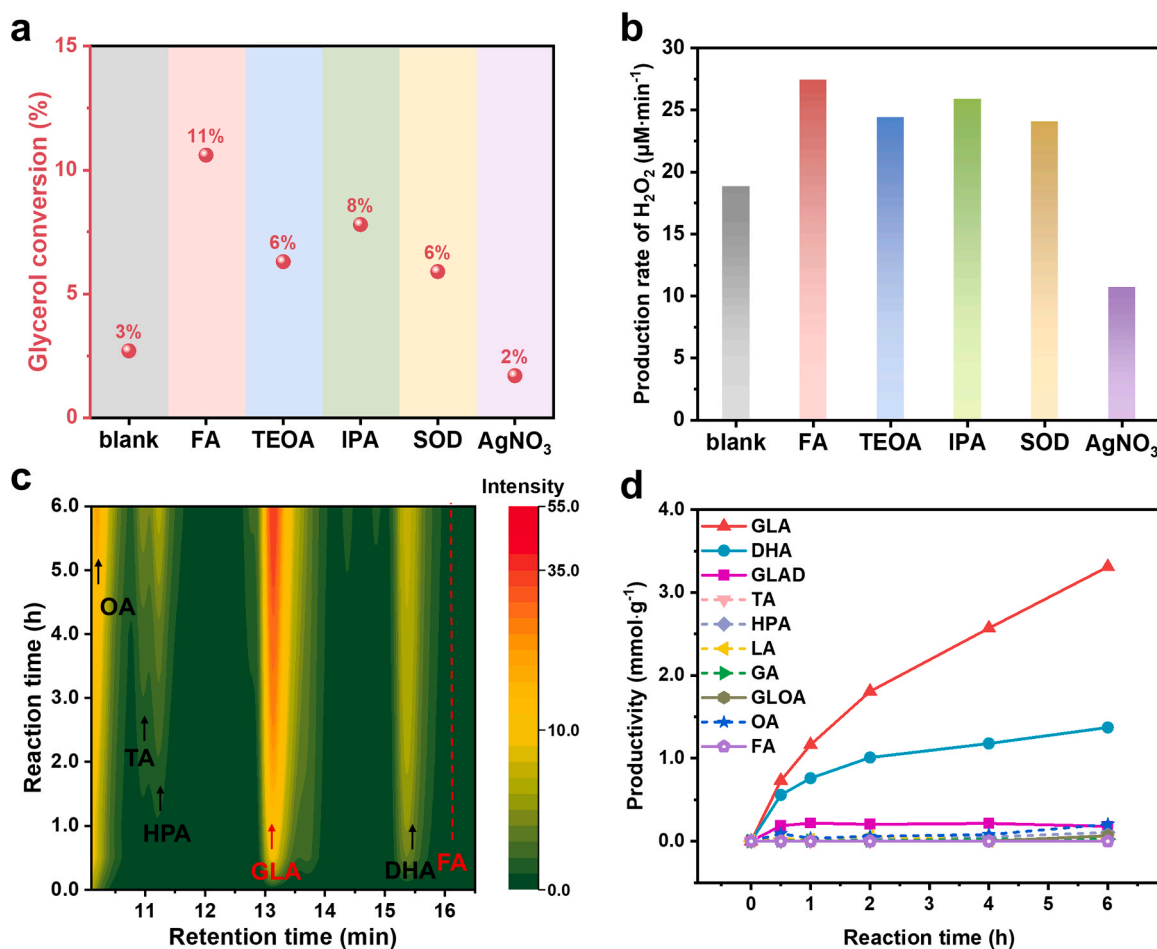 a
15
10
5
0
Glycerol conversion (%)
3%
11%
6%
8%
6%
2%
blank FA TEOA IPA SOD AgNO₃
b
30
25
20
15
10
5
0
Production rate of H₂O₂ (μM·min⁻¹)
blank FA TEOA IPA SOD AgNO₃
c
Intensity
6.0
5.0
4.0
3.0
2.0
1.0
0.0
Reaction time (h)
OA
TA
HPA
GLA
DHA
FA
11 12 13 14 15 16
Retention time (min)
55.0
35.0
10.0
0.0
d
4.0
3.0
2.0
1.0
0.0
Productivity (mmol·g⁻¹)
GLA
DHA
GLAD
TA
HPA
LA
GA
GLOA
OA
FA
0 1 2 3 4 5 6
Reaction time (h)